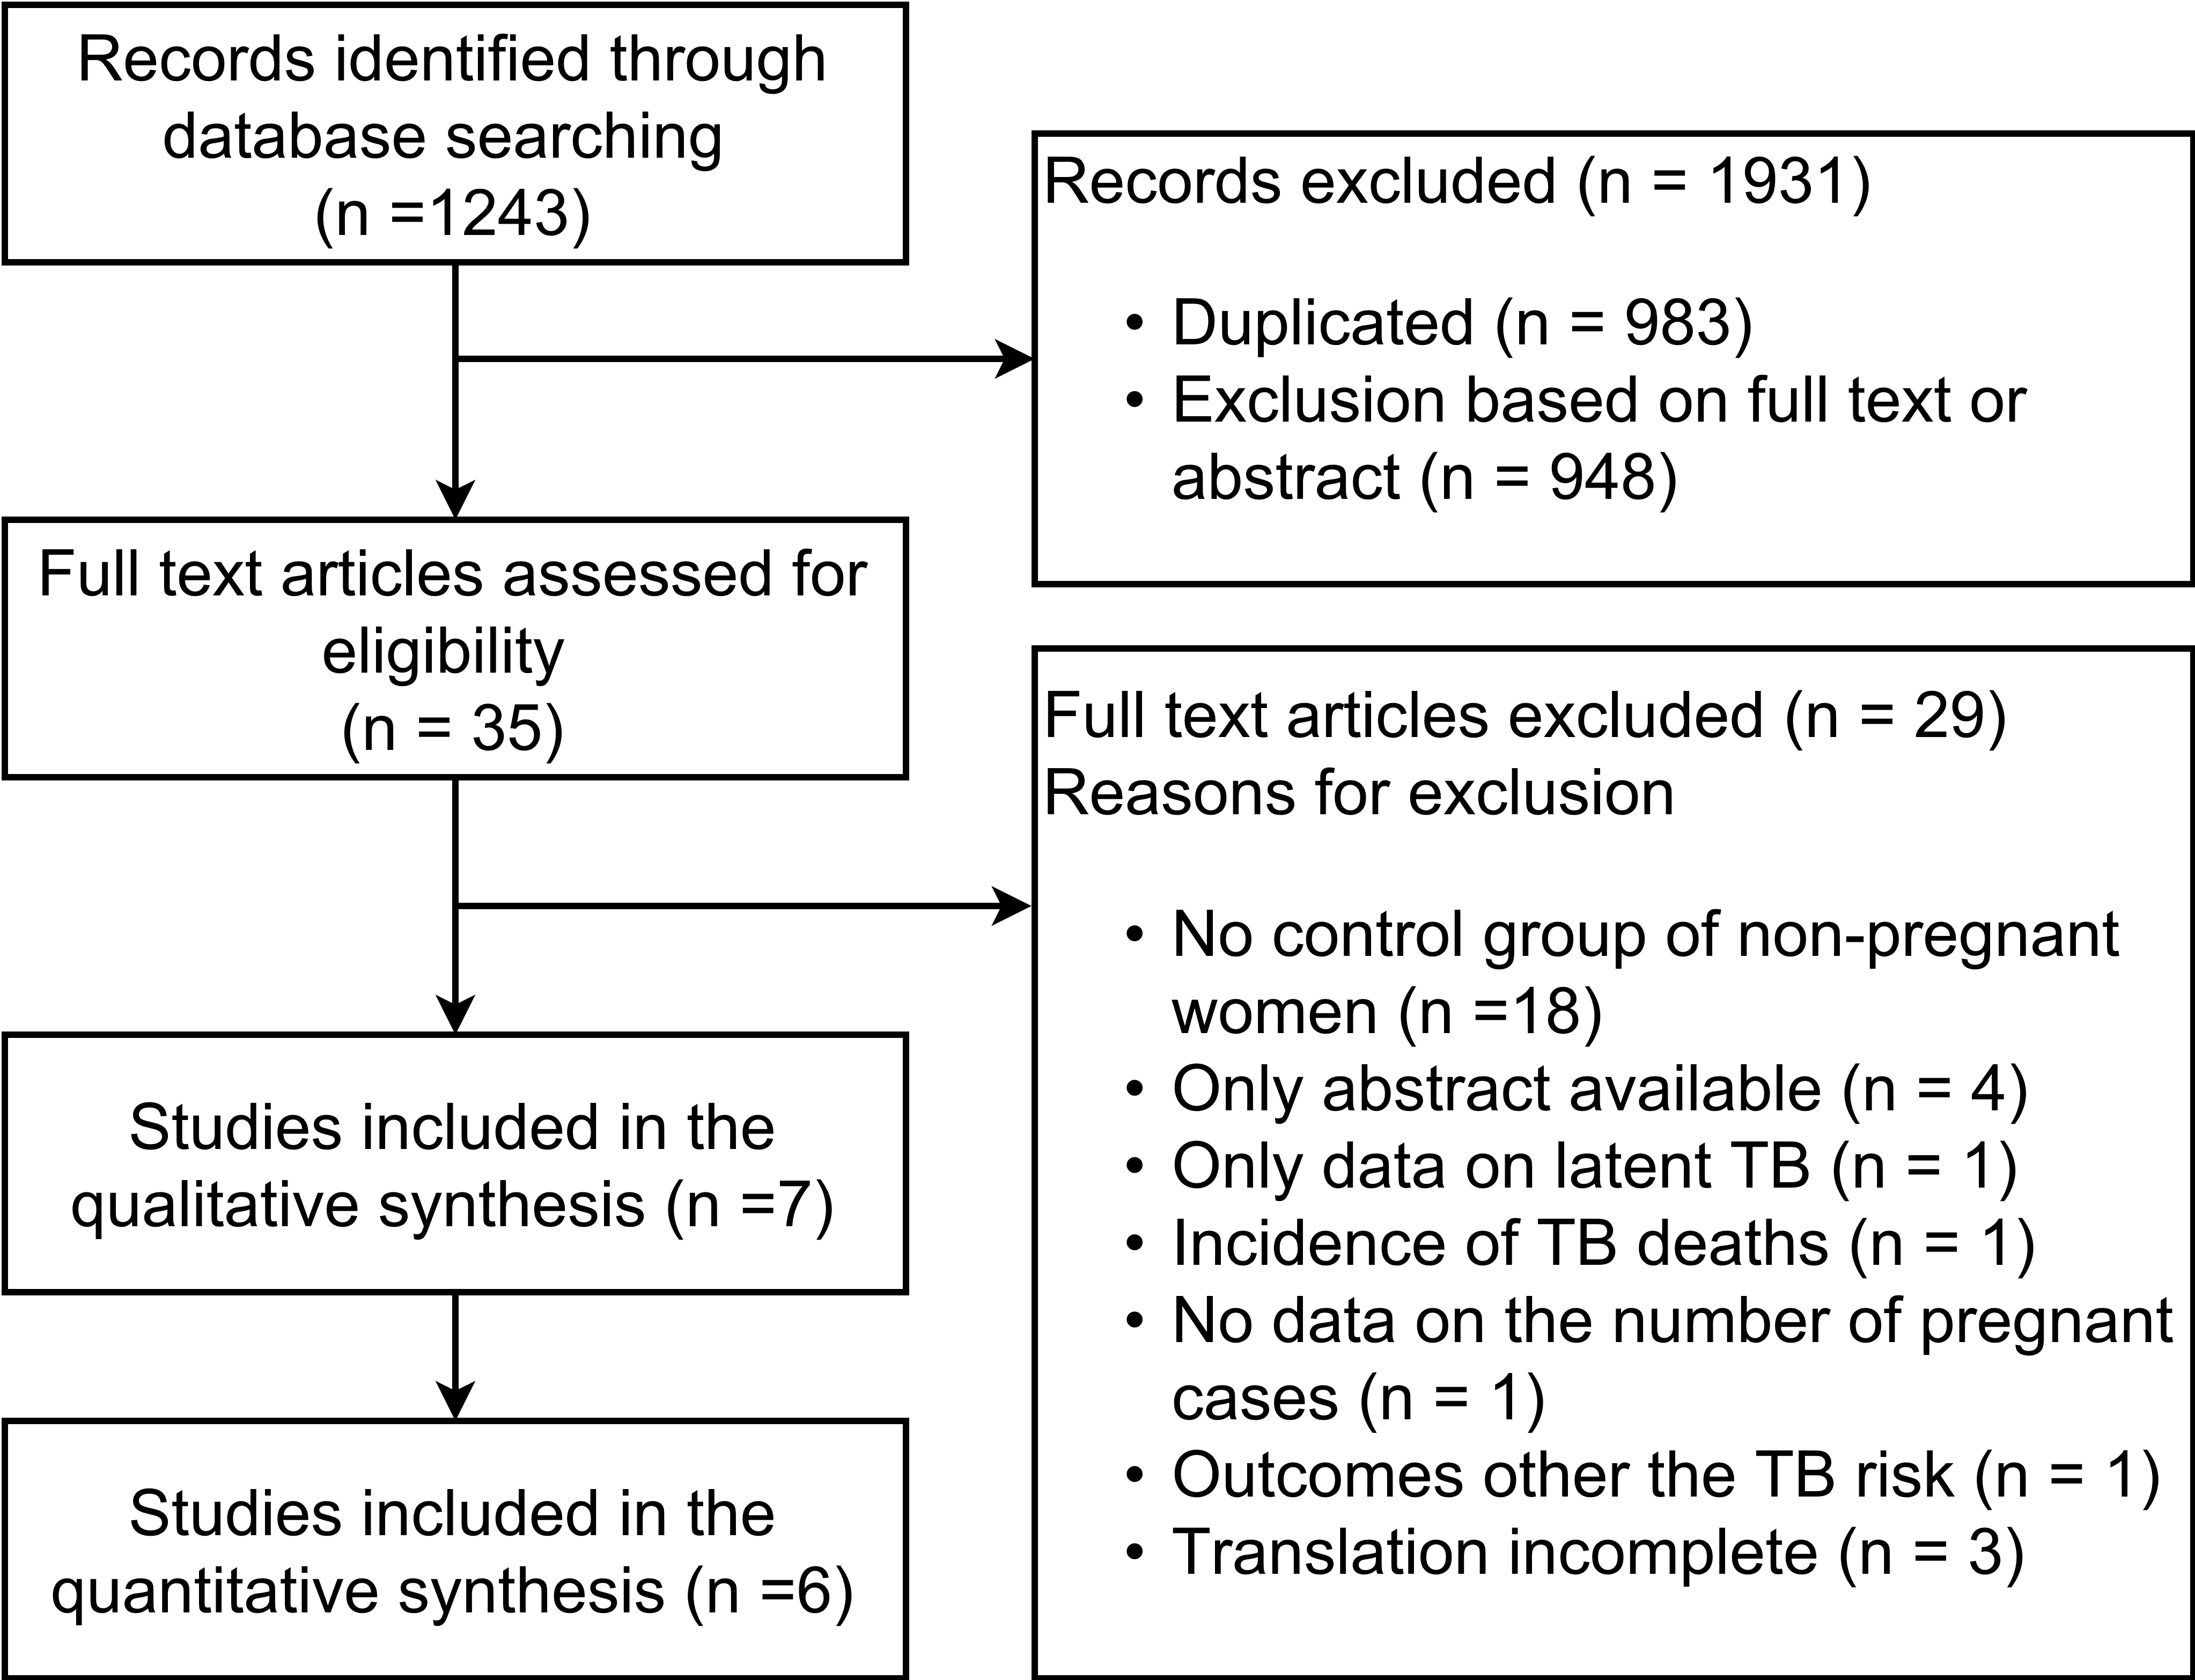 Records identified through
database searching
(n =1243)
Records excluded (n = 1931)
• Duplicated (n = 983)
• Exclusion based on full text or
abstract (n = 948)
Full text articles assessed for
eligibility
(n = 35)
Full text articles excluded (n = 29)
Reasons for exclusion
• No control group of non-pregnant
women (n =18)
• Only abstract available (n = 4)
• Only data on latent TB (n = 1)
• Incidence of TB deaths (n = 1)
• No data on the number of pregnant
cases (n = 1)
• Outcomes other the TB risk (n = 1)
• Translation incomplete (n = 3)
Studies included in the
qualitative synthesis (n =7)
Studies included in the
quantitative synthesis (n =6)